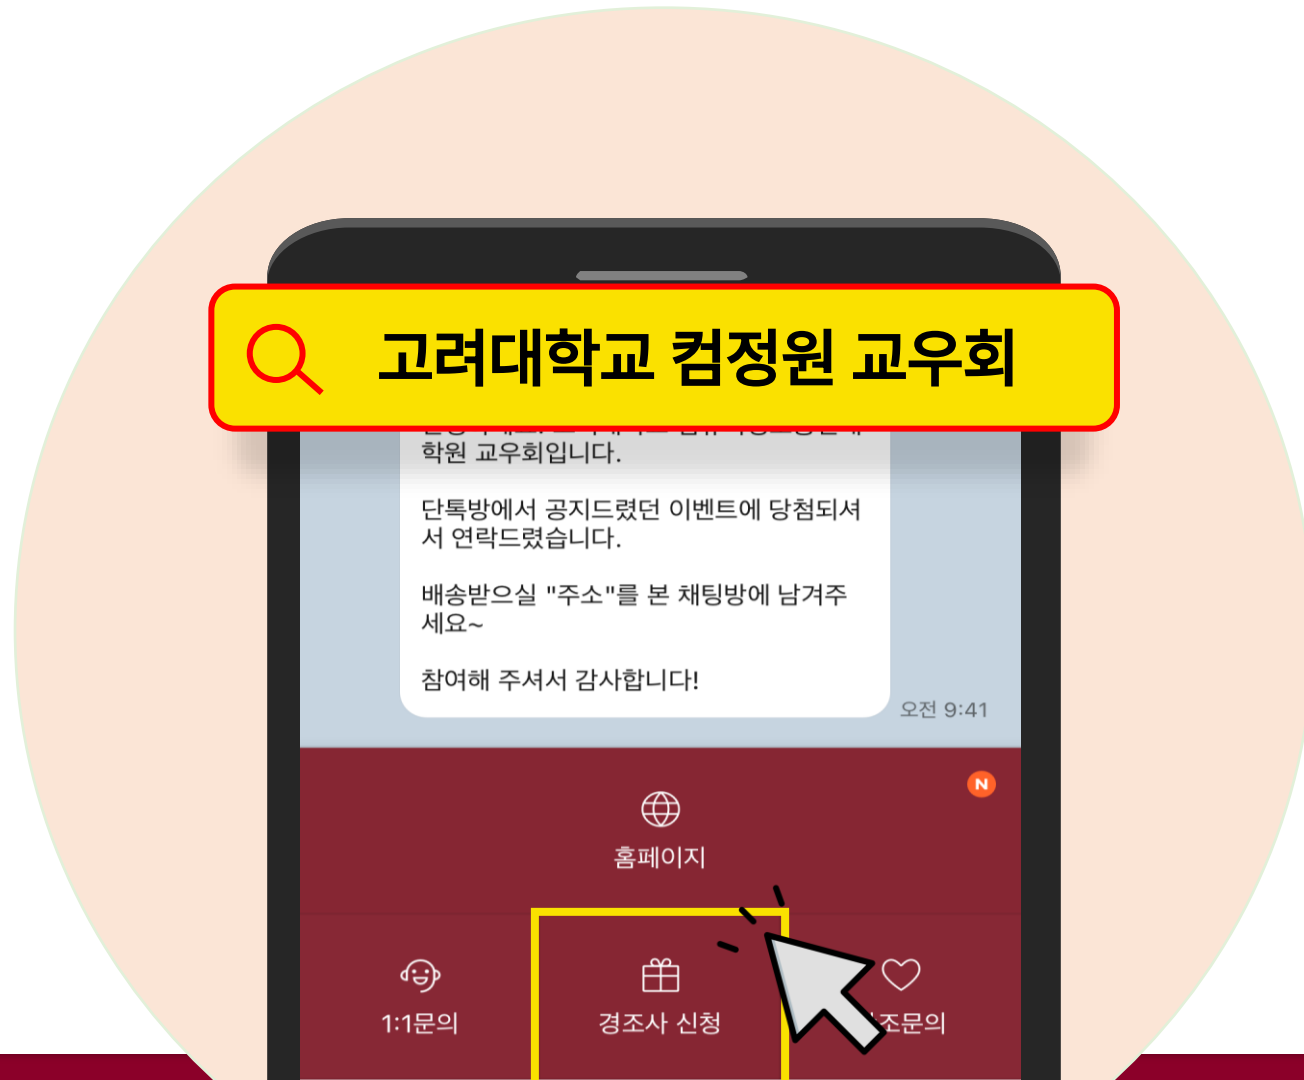 고려대학교 컴정원 교우회
학원 교우회입니다.
단톡방에서 공지드렸던 이벤트에 당첨되셔
서 연락드렸습니다.
배송받으실 "주소"를 본 채팅방에 남겨주
세요~
참여해 주셔서 감사합니다!
오전 9:41
N
홈페이지
1:1문의
경조사 신청